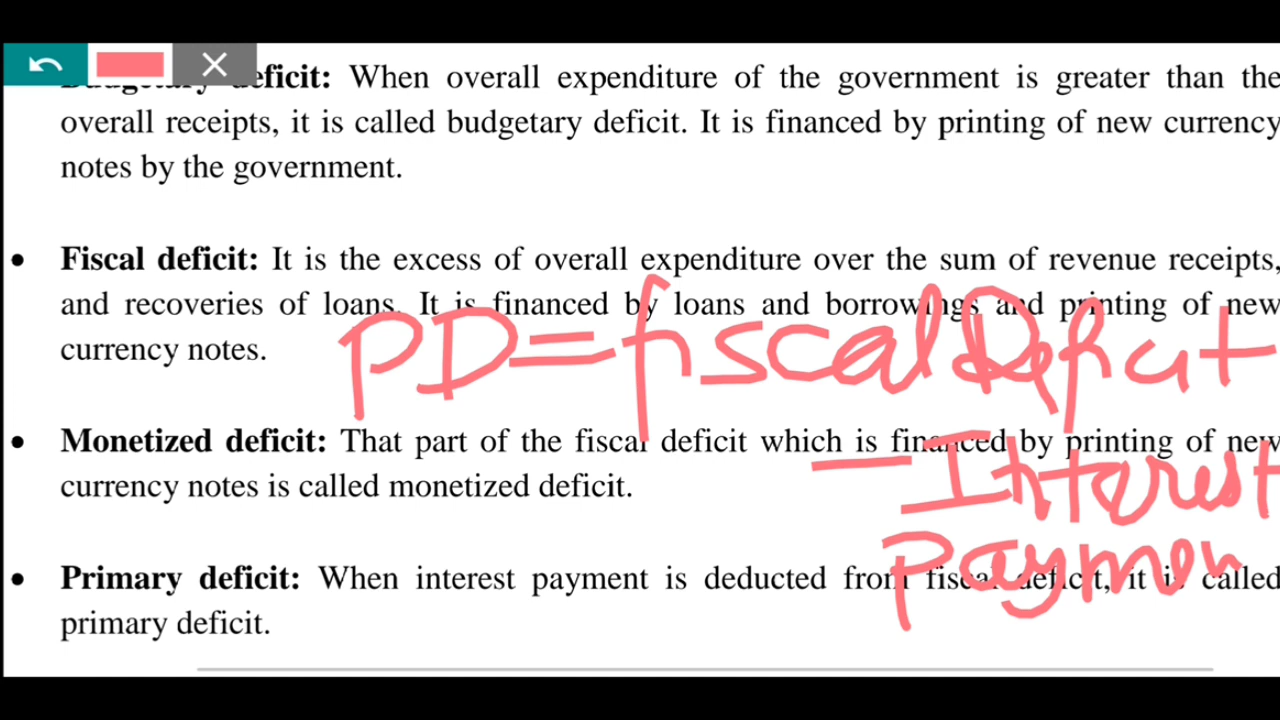 Budgetary deficit: When overall expenditure of the government is greater than the
overall receipts, it is called budgetary deficit. It is financed by printing of new currency
notes by the government.
• Fiscal deficit: It is the excess of overall expenditure over the sum of revenue receipts,
and recoveries of loans. It is financed by loans and borrowings and printing of new
currency notes.
PD=fiscal Deficit
• Monetized deficit: That part of the fiscal deficit which is financed by printing of new
currency notes is called monetized deficit.
- Interest
Paymen
• Primary deficit: When interest payment is deducted from fiscal deficit, it is called
primary deficit.